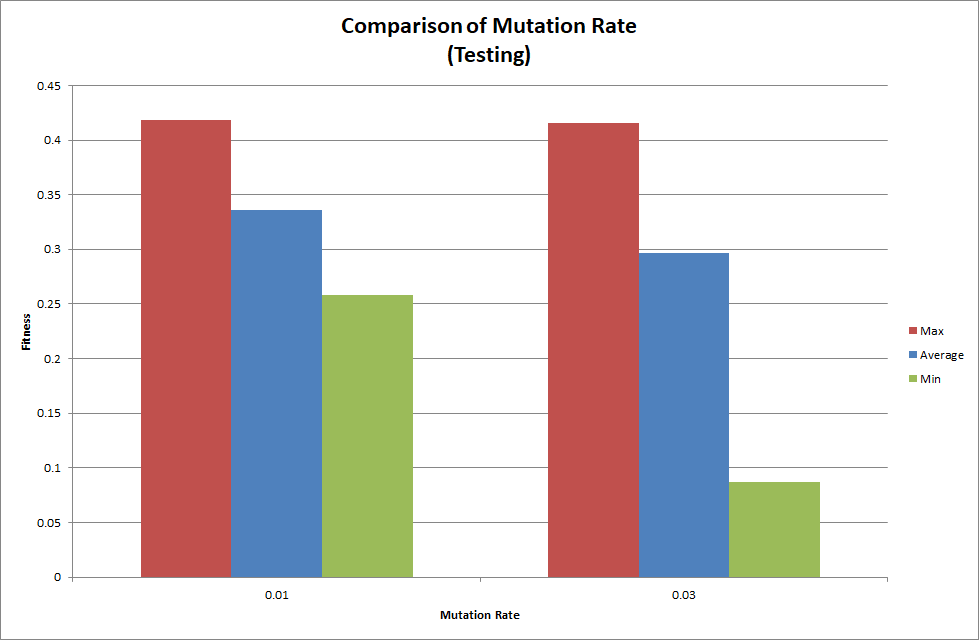 Comparison of Mutation Rate
(Testing)
0.45
0.4
0.35
0.3
0.25
0.2
0.15
0.1
0.05
0
Fitness
0.01
0.03
Mutation Rate
Max
Average
Min